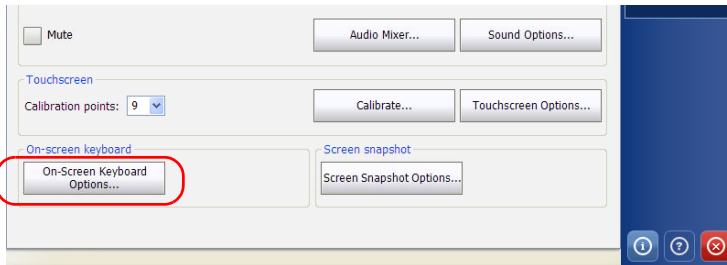 Mute
Audio Mixer...
Sound Options...
Touchscreen
Calibration points: 9
Calibrate...
Touchscreen Options...
On-screen keyboard
Screen snapshot
On-Screen Keyboard
Options...
Screen Snapshot Options...